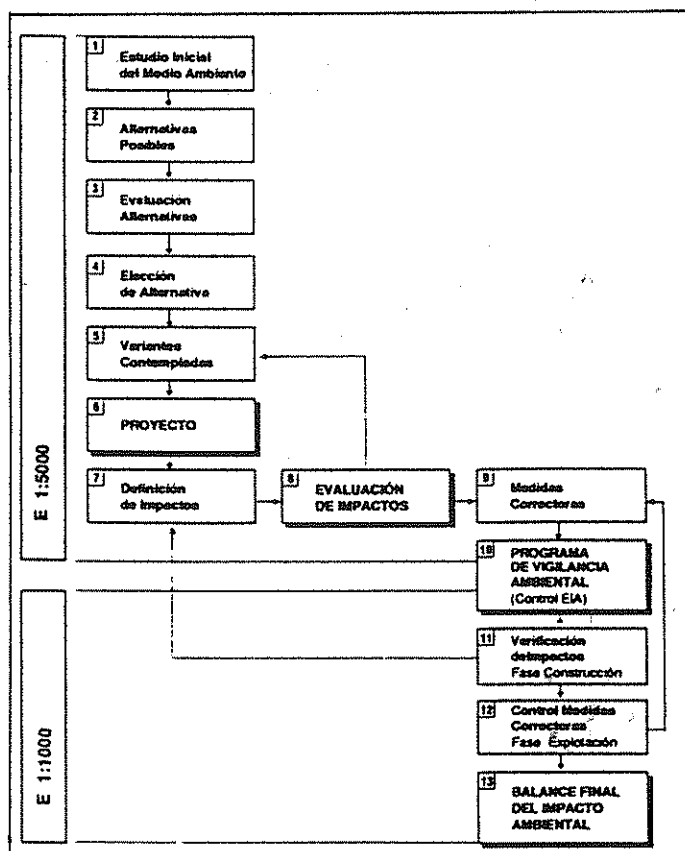 1
Estudio Inicial
del Medio Ambiente
2
Alternativas
Posibles
3
Evaluación
Alternativas
4
Elección
de Alternativa
5
Variantes
Contempladas
6
PROYECTO
7
Definición
de Impactos
8
EVALUACIÓN
DE IMPACTOS
9
Medidas
Correctoras
10
PROGRAMA
DE VIGILANCIA
AMBIENTAL
(Control EIA)
11
Verificación
deImpactos
Fase Construcción
12
Control Medidas
Correctoras
Fase Explotación
13
BALANCE FINAL
DEL IMPACTO
AMBIENTAL
E 1:5000
E 1:1000